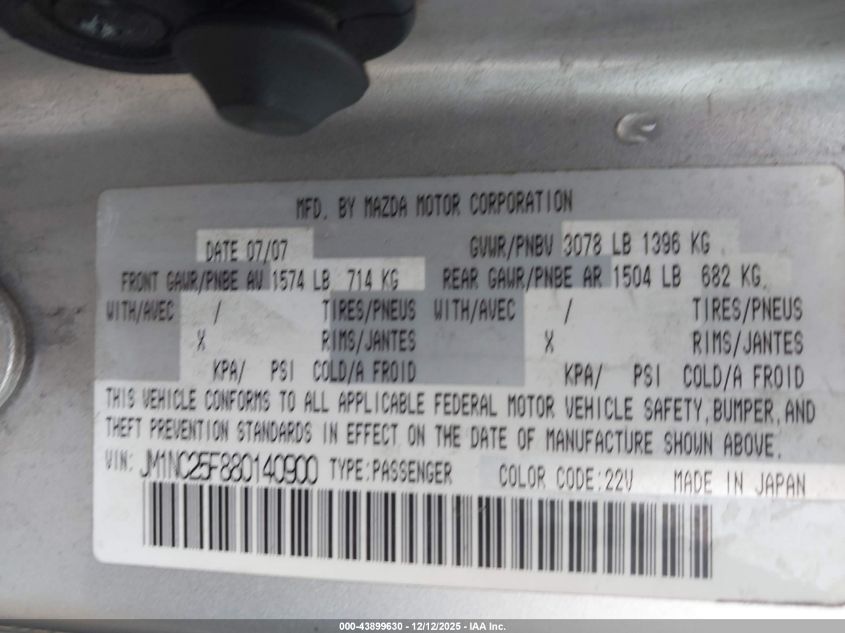 MFD. BY MAZDA MOTOR CORPORATION
DATE 07/07 GVWR/PNBV 3078 LB 1396 KG
FRONT GAWR/PNBE AV 1574 LB 714 KG REAR GAWR/PNBE AR 1504 LB 682 KG.
WITH/AVEC / TIRES/PNEUS WITH/AVEC / TIRES/PNEUS
X RIMS/JANTES X RIMS/JANTES
KPA/ PSI COLD/A FROID KPA/ PSI COLD/A FROID
THIS VEHICLE CONFORMS TO ALL APPLICABLE FEDERAL MOTOR VEHICLE SAFETY,BUMPER,AND
THEFT PREVENTION STANDARDS IN EFFECT ON THE DATE OF MANUFACTURE SHOWN ABOVE.
VIN: JM1NC25F880140900 TYPE:PASSENGER COLOR CODE:22V MADE IN JAPAN
000-43899630 - 12/12/2025 - IAA Inc.